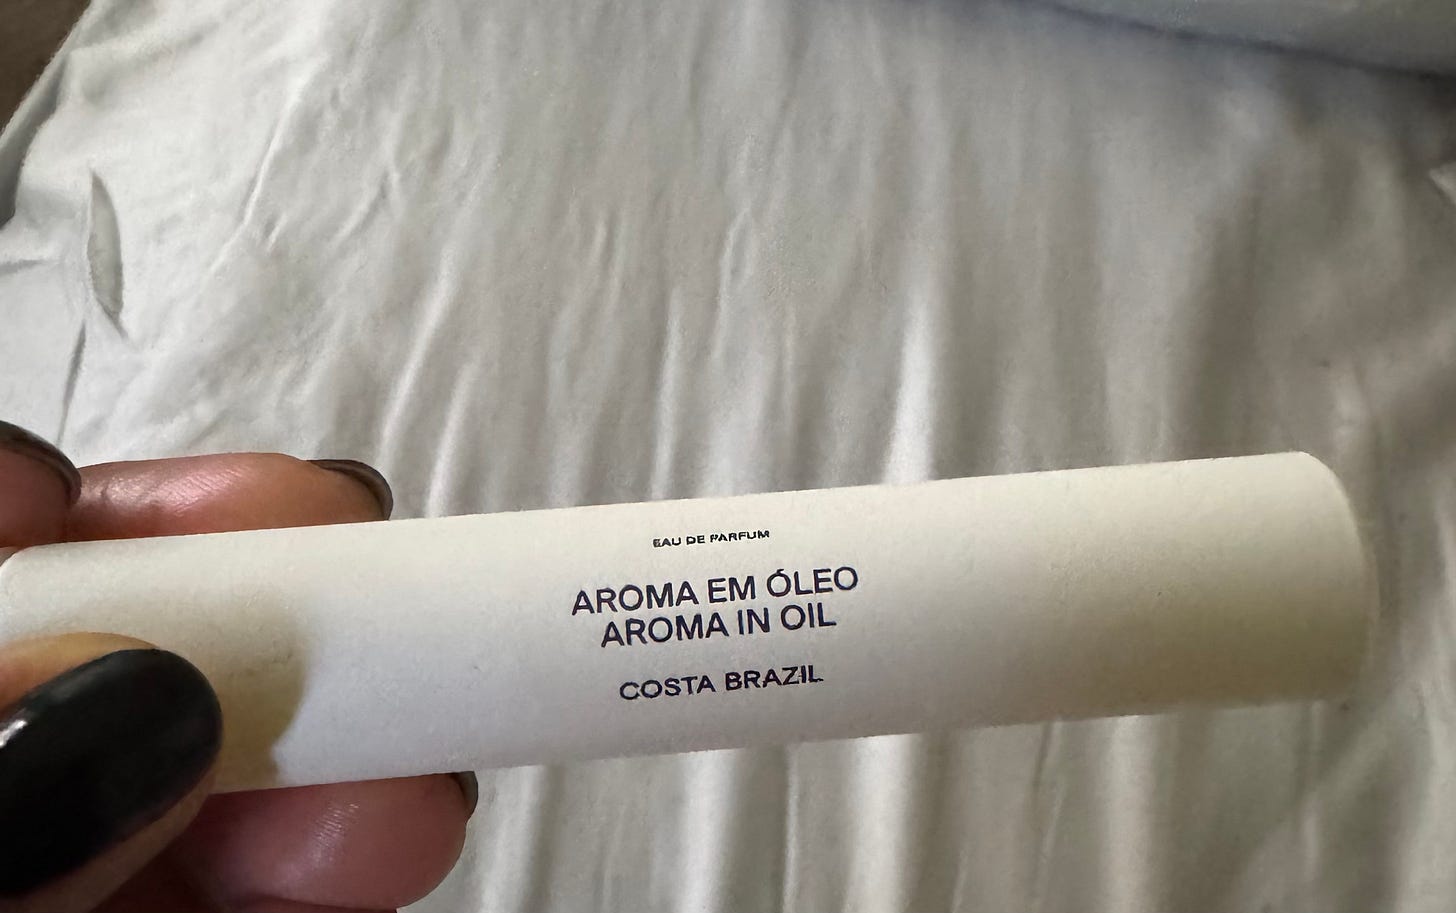 EAU DE PARFUM
AROMA EM ÓLEO
AROMA IN OIL
COSTA BRAZIL